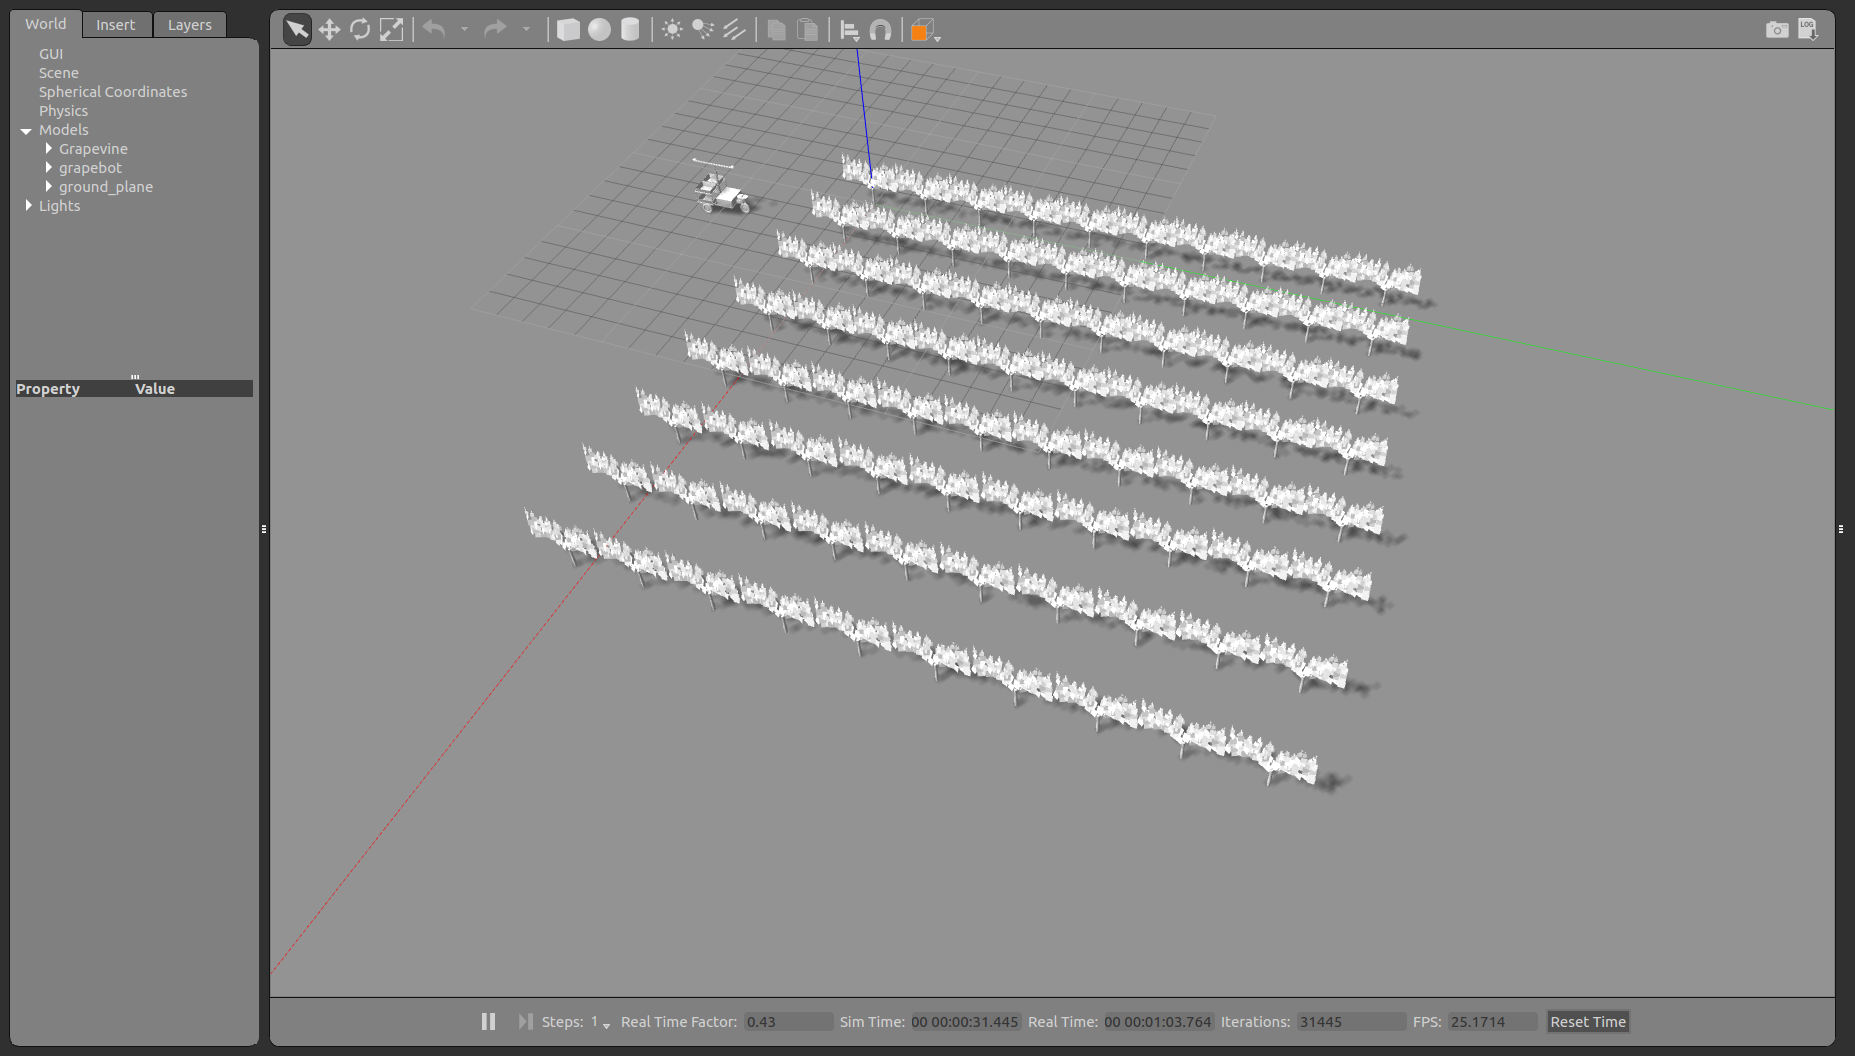 World Insert Layers
GUI
Scene
Spherical Coordinates
Physics
Models
Grapevine
grapebot
ground_plane
Lights
Property Value
LOG
Steps: 1 Real Time Factor: 0.43 Sim Time: 00 00:00:31.445 Real Time: 00 00:01:03.764 Iterations: 31445 FPS: 25.1714 Reset Time